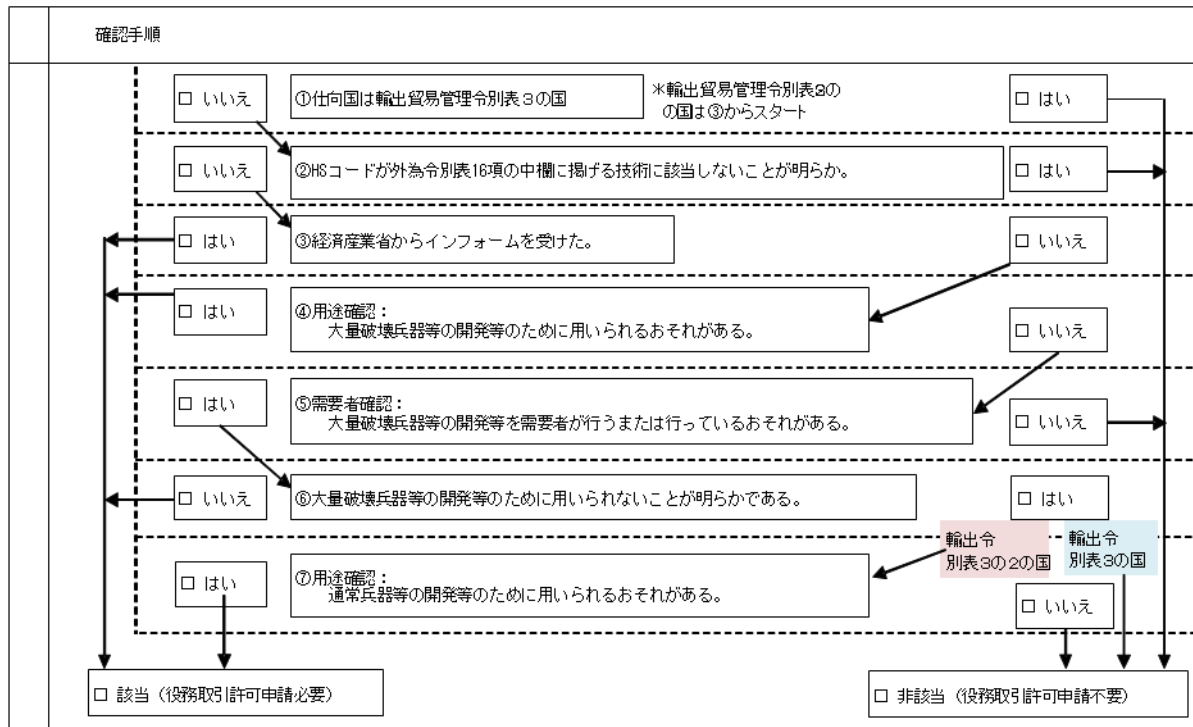 確認手順
□ いいえ
①仕向国は輸出貿易管理令別表3の国
*輸出貿易管理令別表3の
の国は③からスタート
□ はい
□ いいえ
②HSコードが外為令別表16項の中欄に掲げる技術に該当しないことが明らか。
□ はい
□ はい
③経済産業省からインフォームを受けた。
□ いいえ
□ はい
④用途確認:
大量破壊兵器等の開発等のために用いられるおそれがある。
□ いいえ
□ はい
⑤需要者確認:
大量破壊兵器等の開発等を需要者が行うまたは行っているおそれがある。
□ いいえ
□ いいえ
⑥大量破壊兵器等の開発等のために用いられないことが明らかである。
□ はい
輸出令
別表3の2の国
輸出令
別表3の国
□ はい
⑦用途確認:
通常兵器等の開発等のために用いられるおそれがある。
□ いいえ
□ 該当(役務取引許可申請必要)
□ 非該当(役務取引許可申請不要)